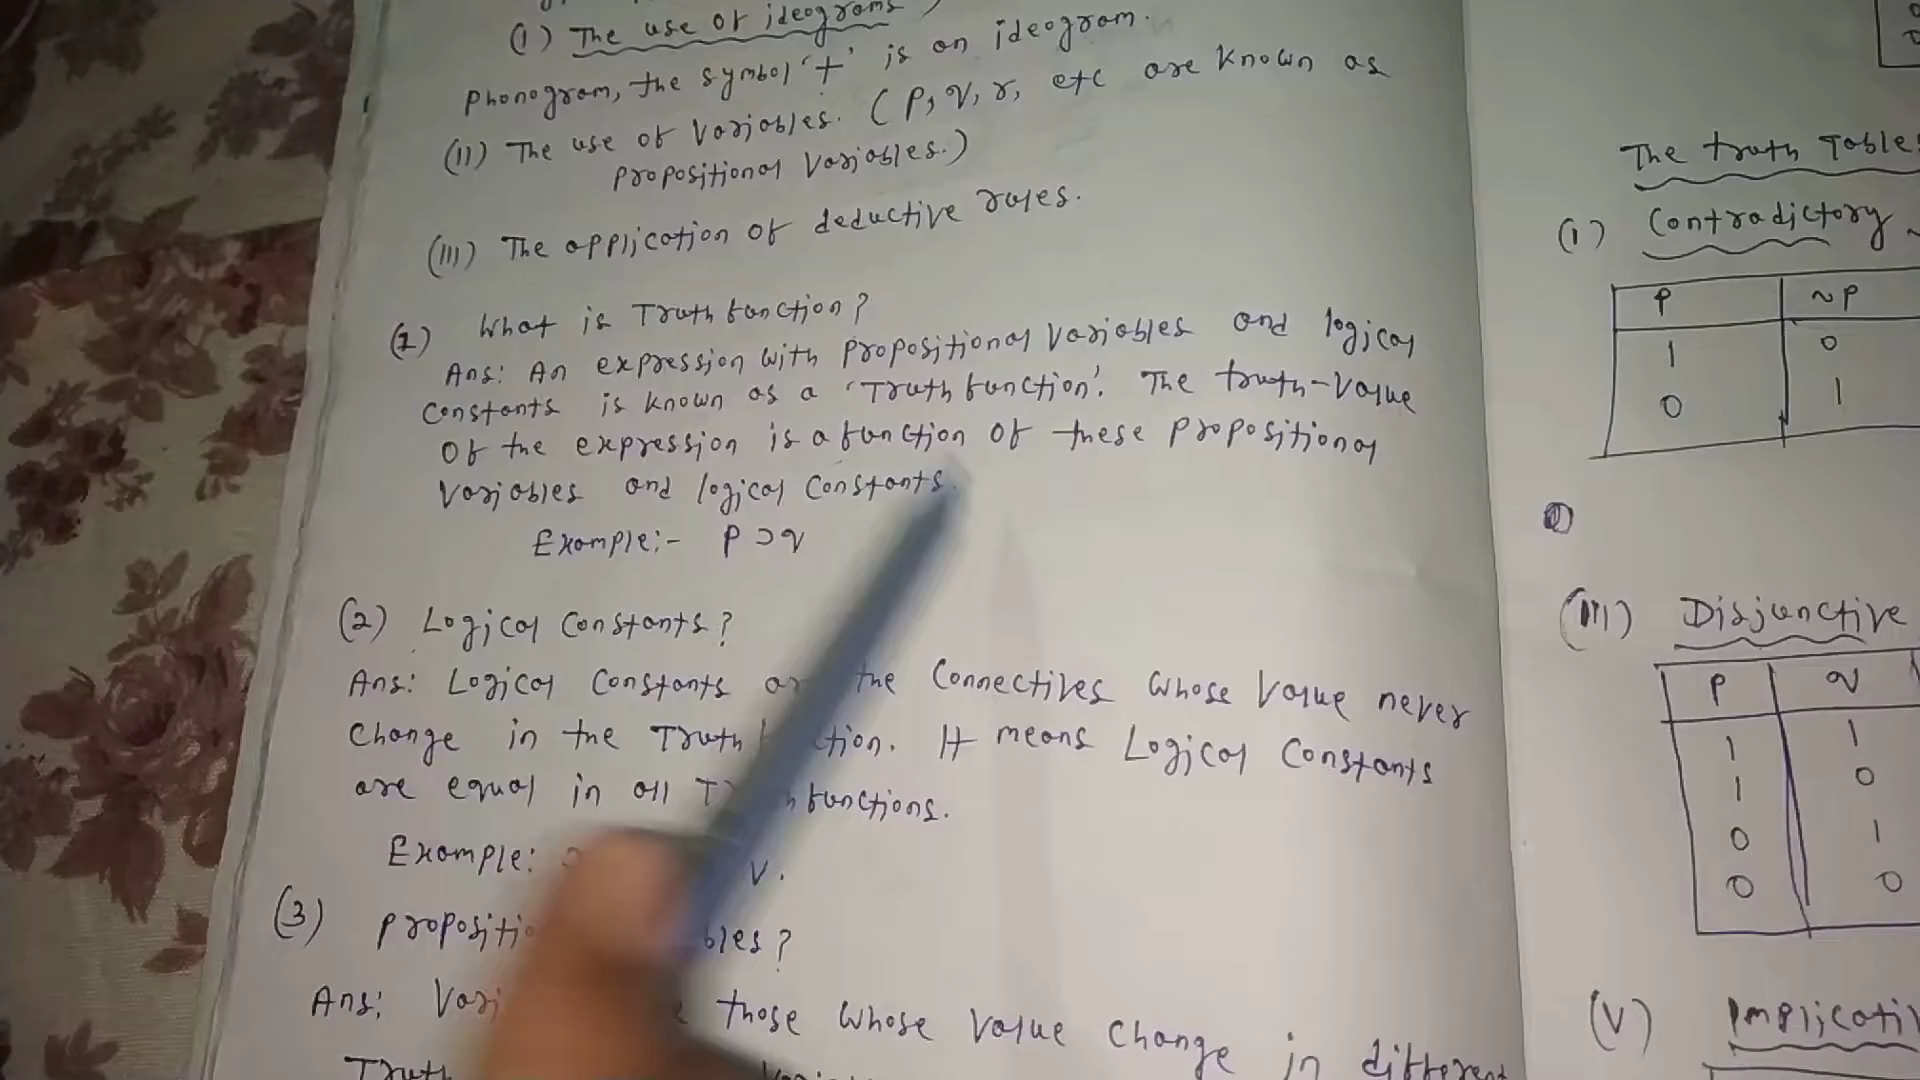 (I) The use of ideograms
phonogram, the symbol '+' is an ideogram.
(II) The use of variables. (p, q, r, etc are known as
propositional variables.)
(III) The application of deductive rules.
(1) What is Truth function?
Ans: An expression with propositional variables and logical
constants is known as a 'Truth function'. The truth-value
of the expression is a function of these propositional
variables and logical constants.
Example:- p ⊃ q
(2) Logical constants?
Ans: Logical constants the connectives whose value never
change in the Truth It means Logical constants
are equal in all functions.
Example: v.
(3)
Ans: those whose value change in different
The truth
(I) Contradictory
p ~p
1 0
0 1
(III) Disjunctive
p q
1 1
1 0
0 1
0 0
(V)